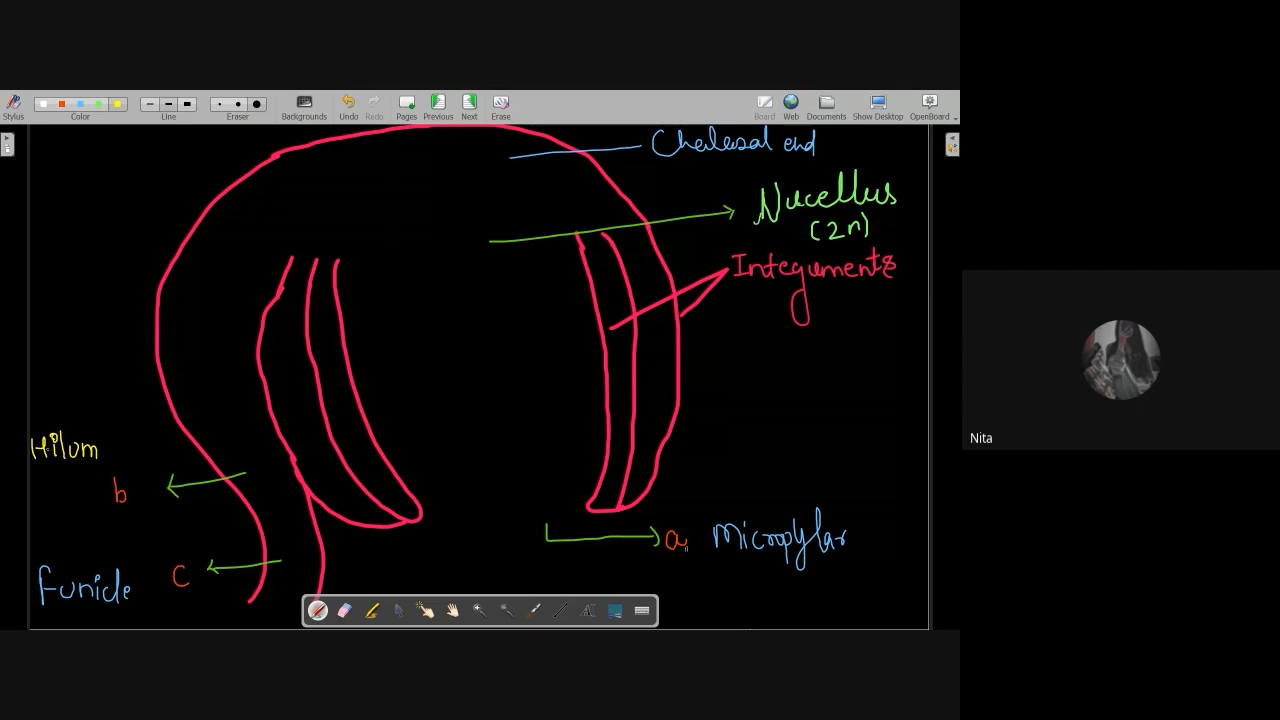 Stylus
Color
Line
Eraser
Backgrounds
Undo
Redo
Pages
Previous
Next
Erase
Board
Web
Documents
Show Desktop
OpenBoard
Chalasal end
Nucellus
(2n)
Integuments
Hilum
b
a Micropylar
Funicle c
Nita